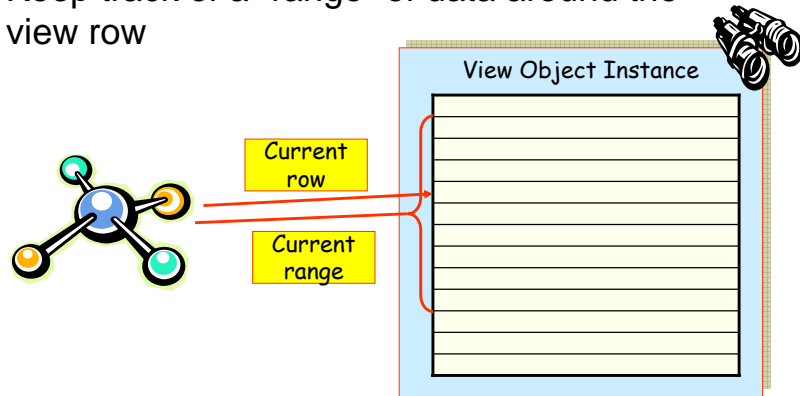 Keep track of a "range" of data around the
view row
View Object Instance
Current
row
Current
range